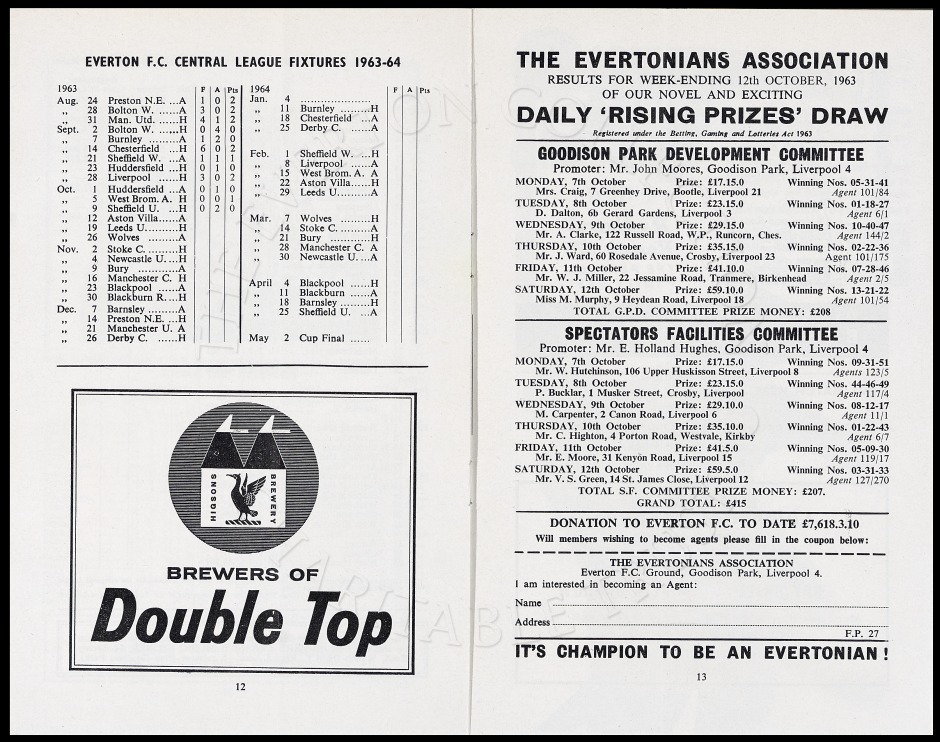 EVERTON F.C. CENTRAL LEAGUE FIXTURES 1963-64
1963 F A Pts
Aug. 24 Preston N.E. ...A 1 0 2
„ 28 Bolton W. ......A 3 0 2
„ 31 Man. Utd. ......H 4 1 2
Sept. 2 Bolton W. ......H 0 4 0
„ 7 Burnley .........A 1 2 0
„ 14 Chesterfield ...H 6 0 2
„ 21 Sheffield W. ...A 1 1 1
„ 23 Huddersfield ...H 0 1 0
„ 28 Liverpool ......H 3 0 2
Oct. 1 Huddersfield ...A 0 1 0
„ 5 West Brom. A. H 0 0 1
„ 9 Sheffield U. ...H 0 2 0
„ 12 Aston Villa......A
„ 19 Leeds U.........H
„ 26 Wolves .........A
Nov. 2 Stoke C. .........H
„ 4 Newcastle U. ...H
„ 9 Bury ............A
„ 16 Manchester C. H
„ 23 Blackpool ......A
„ 30 Blackburn R. ...H
Dec. 7 Barnsley .........A
„ 14 Preston N.E. ...H
„ 21 Manchester U. A
„ 26 Derby C. ......H
1964 F A Pts
Jan. 4 .....................
„ 11 Burnley .........H
„ 18 Chesterfield ...A
„ 25 Derby C. ......A
Feb. 1 Sheffield W. ...H
„ 8 Liverpool ......A
„ 15 West Brom. A. A
„ 22 Aston Villa......H
„ 29 Leeds U. .........A
Mar. 7 Wolves .........H
„ 14 Stoke C. .........A
„ 21 Bury ............H
„ 28 Manchester C. A
„ 30 Newcastle U. ...A
April 4 Blackpool ......H
„ 11 Blackburn ......A
„ 18 Barnsley .........H
„ 25 Sheffield U. ...A
May 2 Cup Final ......
HIGSONS BREWERY
BREWERS OF
Double Top
12
THE EVERTONIANS ASSOCIATION
RESULTS FOR WEEK-ENDING 12th OCTOBER, 1963
OF OUR NOVEL AND EXCITING
DAILY 'RISING PRIZES' DRAW
Registered under the Betting, Gaming and Lotteries Act 1963
GOODISON PARK DEVELOPMENT COMMITTEE
Promoter: Mr. John Moores, Goodison Park, Liverpool 4
MONDAY, 7th October Prize: £17.15.0 Winning Nos. 05-31-41
Mrs. Craig, 7 Greenhey Drive, Bootle, Liverpool 21 Agent 101/84
TUESDAY, 8th October Prize: £23.15.0 Winning Nos. 01-18-27
D. Dalton, 6b Gerard Gardens, Liverpool 3 Agent 6/1
WEDNESDAY, 9th October Prize: £29.15.0 Winning Nos. 10-40-47
Mr. A. Clarke, 122 Russell Road, W.P., Runcorn, Ches. Agent 144/2
THURSDAY, 10th October Prize: £35.15.0 Winning Nos. 02-22-36
Mr. J. Ward, 60 Rosedale Avenue, Crosby, Liverpool 23 Agent 101/175
FRIDAY, 11th October Prize: £41.10.0 Winning Nos. 07-28-46
Mr. W. J. Miller, 22 Jessamine Road, Tranmere, Birkenhead Agent 2/5
SATURDAY, 12th October Prize: £59.10.0 Winning Nos. 13-21-22
Miss M. Murphy, 9 Heydean Road, Liverpool 18 Agent 101/54
TOTAL G.P.D. COMMITTEE PRIZE MONEY: £208
SPECTATORS FACILITIES COMMITTEE
Promoter: Mr. E. Holland Hughes, Goodison Park, Liverpool 4
MONDAY, 7th October Prize: £17.15.0 Winning Nos. 09-31-51
Mr. W. Hutchinson, 106 Upper Huskisson Street, Liverpool 8 Agents 123/5
TUESDAY, 8th October Prize: £23.15.0 Winning Nos. 44-46-49
P. Bucklar, 1 Musker Street, Crosby, Liverpool Agent 117/4
WEDNESDAY, 9th October Prize: £29.10.0 Winning Nos. 08-12-17
M. Carpenter, 2 Canon Road, Liverpool 6 Agent 11/1
THURSDAY, 10th October Prize: £35.10.0 Winning Nos. 01-22-43
Mr. C. Highton, 4 Porton Road, Westvale, Kirkby Agent 6/7
FRIDAY, 11th October Prize: £41.5.0 Winning Nos. 05-09-30
Mr. E. Moore, 31 Kenyon Road, Liverpool 15 Agent 119/17
SATURDAY, 12th October Prize: £59.5.0 Winning Nos. 03-31-33
Mr. V. S. Green, 14 St. James Close, Liverpool 12 Agent 127/270
TOTAL S.F. COMMITTEE PRIZE MONEY: £207.
GRAND TOTAL: £415
DONATION TO EVERTON F.C. TO DATE £7,618.3.10
Will members wishing to become agents please fill in the coupon below:
THE EVERTONIANS ASSOCIATION
Everton F.C. Ground, Goodison Park, Liverpool 4.
I am interested in becoming an Agent:
Name
Address
F.P. 27
IT'S CHAMPION TO BE AN EVERTONIAN !
13